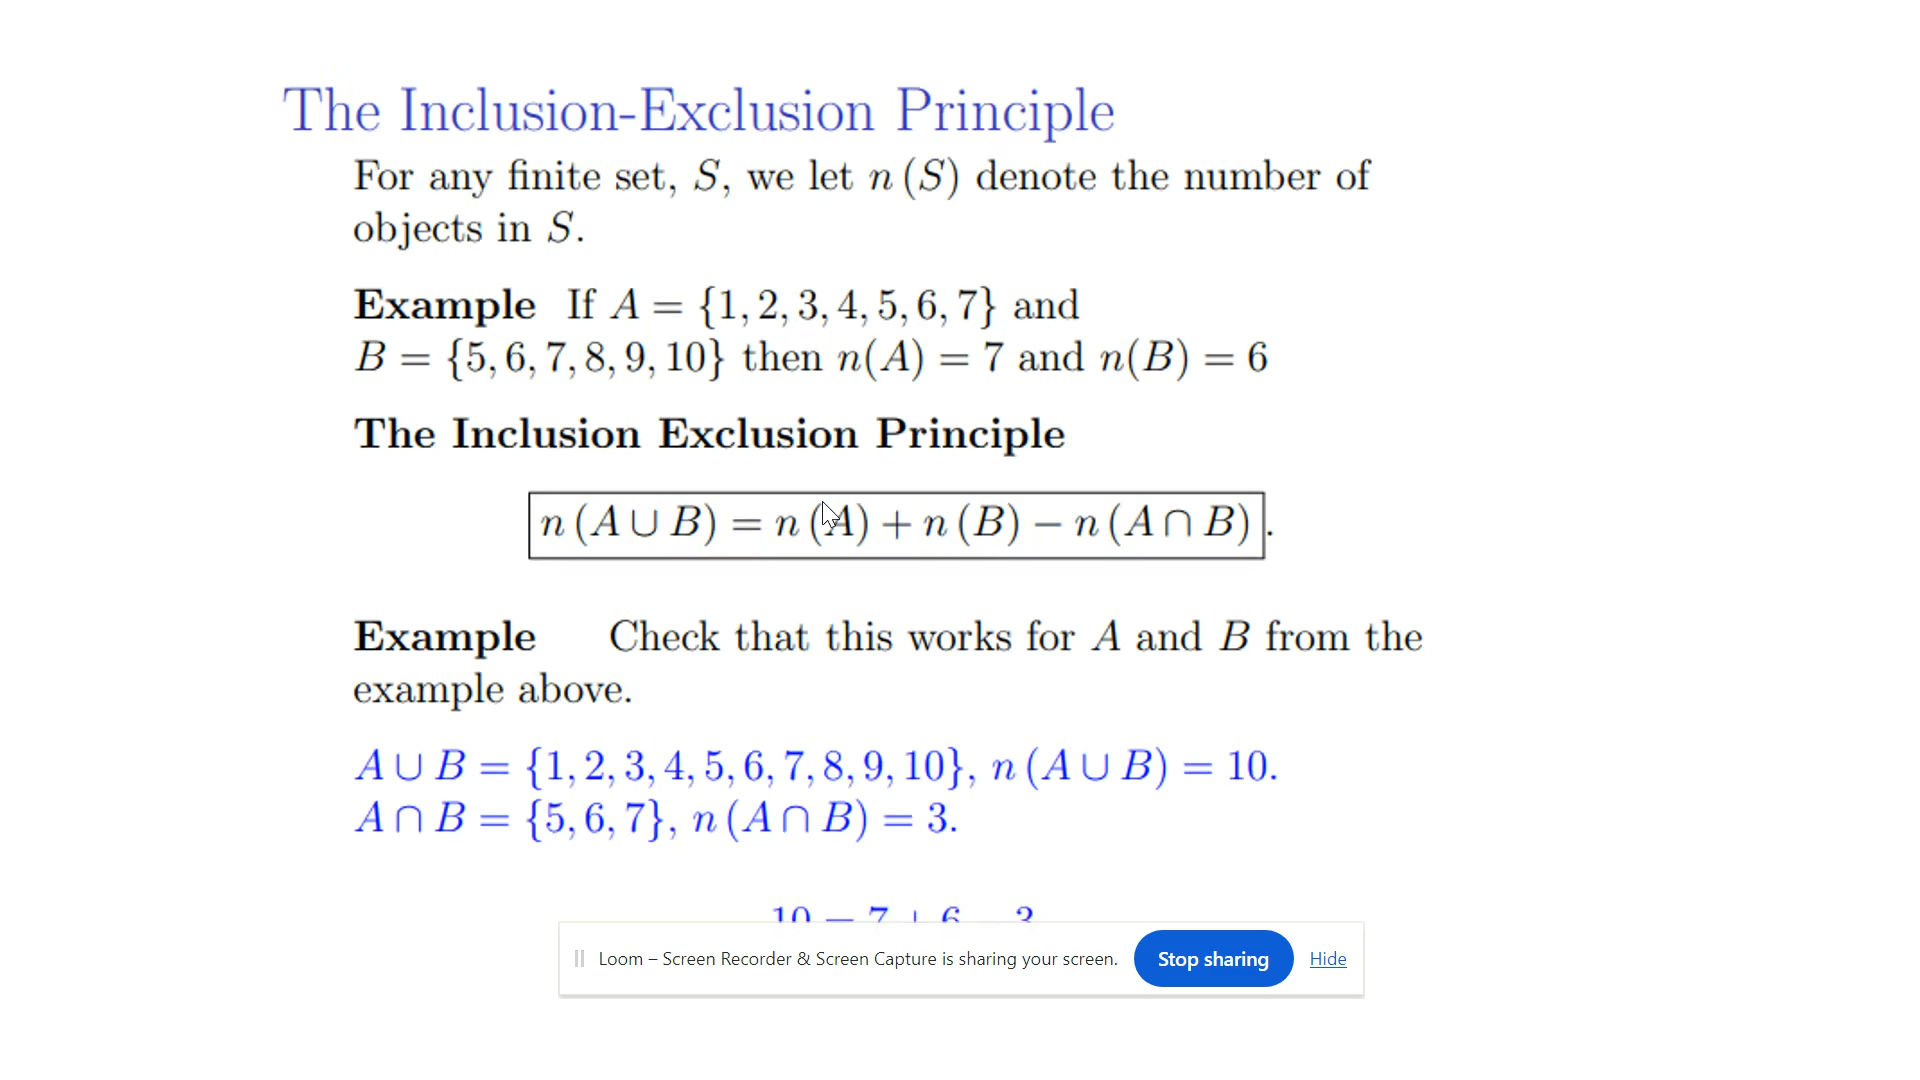 The Inclusion-Exclusion Principle
For any finite set, S, we let n (S) denote the number of
objects in S.
Example If A = {1, 2, 3, 4, 5, 6, 7} and
B = {5, 6, 7, 8, 9, 10} then n(A) = 7 and n(B) = 6
The Inclusion Exclusion Principle
n (A ∪ B) = n (A) + n (B) − n (A ∩ B).
Example Check that this works for A and B from the
example above.
A ∪ B = {1, 2, 3, 4, 5, 6, 7, 8, 9, 10}, n (A ∪ B) = 10.
A ∩ B = {5, 6, 7}, n (A ∩ B) = 3.
Loom – Screen Recorder & Screen Capture is sharing your screen.
Stop sharing
Hide